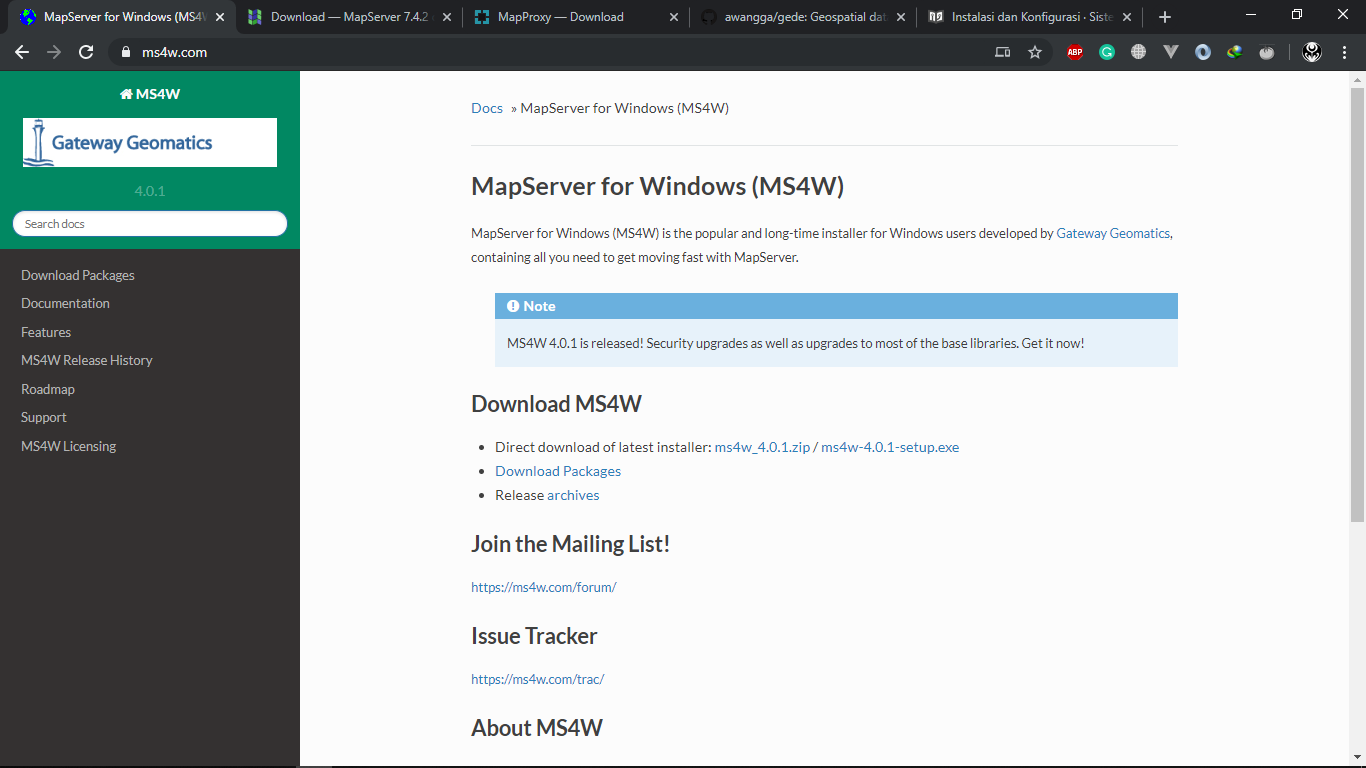 MapServer for Windows (MS4W
Download — MapServer 7.4.2
MapProxy — Download
awangga/gede: Geospatial dat
Instalasi dan Konfigurasi · Siste
ms4w.com
ABP
MS4W
Gateway Geomatics
4.0.1
Search docs
Download Packages
Documentation
Features
MS4W Release History
Roadmap
Support
MS4W Licensing
Docs » MapServer for Windows (MS4W)
MapServer for Windows (MS4W)
MapServer for Windows (MS4W) is the popular and long-time installer for Windows users developed by Gateway Geomatics,
containing all you need to get moving fast with MapServer.
Note
MS4W 4.0.1 is released! Security upgrades as well as upgrades to most of the base libraries. Get it now!
Download MS4W
• Direct download of latest installer: ms4w_4.0.1.zip / ms4w-4.0.1-setup.exe
• Download Packages
• Release archives
Join the Mailing List!
https://ms4w.com/forum/
Issue Tracker
https://ms4w.com/trac/
About MS4W